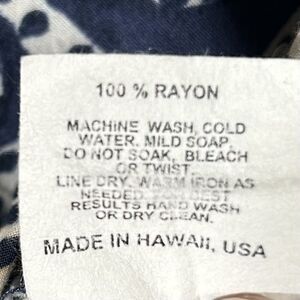 100 % RAYON
MACHINE WASH, COLD
WATER. MILD SOAP.
DO NOT SOAK, BLEACH
OR TWIST.
LINE DRY. WARM IRON AS
NEEDED. FOR BEST
RESULTS HAND WASH
OR DRY CLEAN.
MADE IN HAWAII, USA